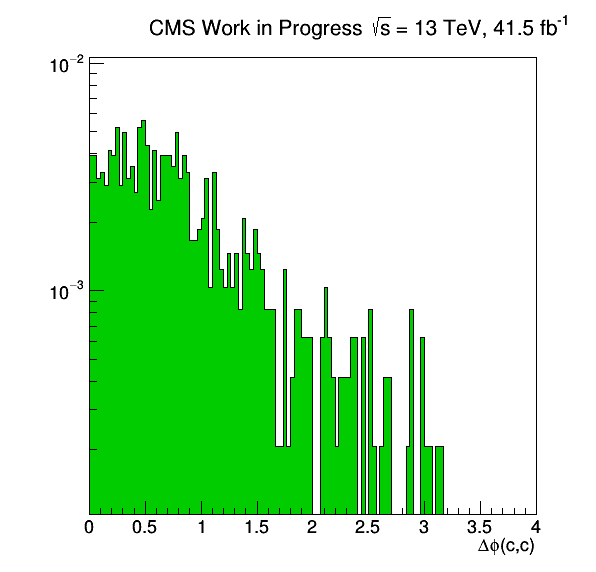 CMS Work in Progress √s = 13 TeV, 41.5 fb⁻¹
10⁻²
10⁻³
0 0.5 1 1.5 2 2.5 3 3.5 4
Δϕ(c,c)